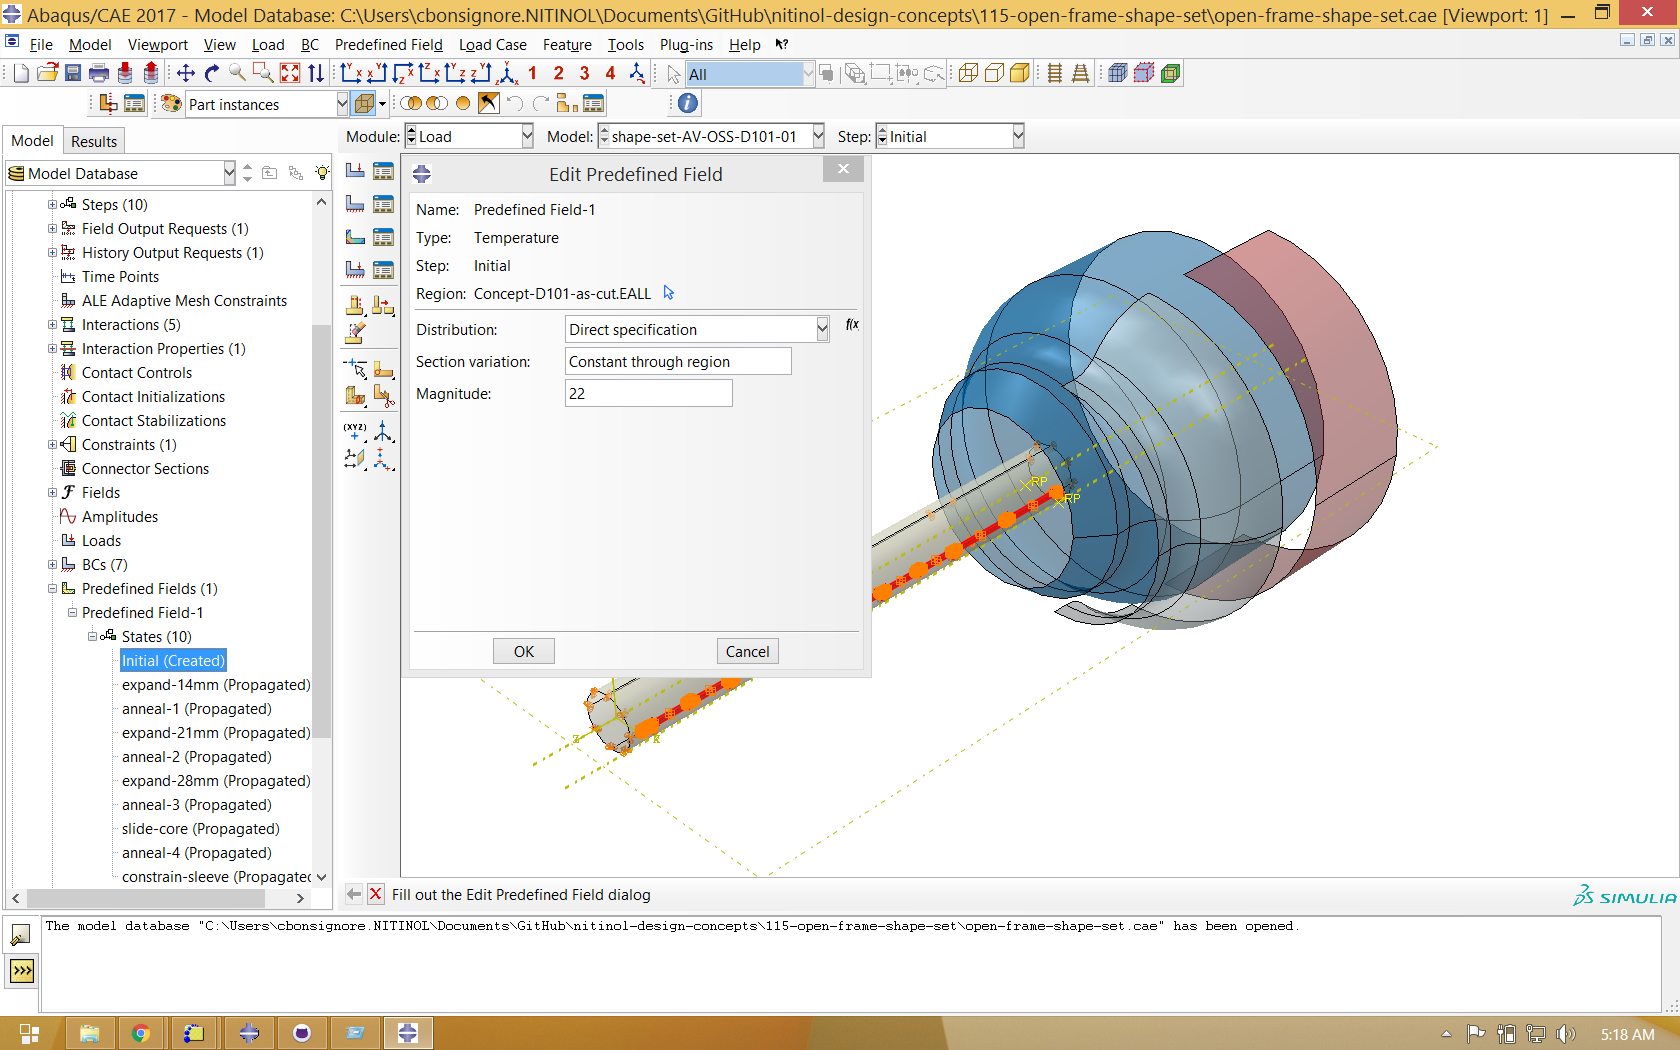 Abaqus/CAE 2017 - Model Database: C:\Users\cbonsignore.NITINOL\Documents\GitHub\nitinol-design-concepts\115-open-frame-shape-set\open-frame-shape-set.cae [Viewport: 1]
File Model Viewport View Load BC Predefined Field Load Case Feature Tools Plug-ins Help
1 2 3 4 All
Part instances
Model Results
Module: Load Model: shape-set-AV-OSS-D101-01 Step: Initial
Model Database
Steps (10)
Field Output Requests (1)
History Output Requests (1)
Time Points
ALE Adaptive Mesh Constraints
Interactions (5)
Interaction Properties (1)
Contact Controls
Contact Initializations
Contact Stabilizations
Constraints (1)
Connector Sections
Fields
Amplitudes
Loads
BCs (7)
Predefined Fields (1)
Predefined Field-1
States (10)
Initial (Created)
expand-14mm (Propagated)
anneal-1 (Propagated)
expand-21mm (Propagated)
anneal-2 (Propagated)
expand-28mm (Propagated)
anneal-3 (Propagated)
slide-core (Propagated)
anneal-4 (Propagated)
constrain-sleeve (Propagated
(XYZ)
Edit Predefined Field
Name: Predefined Field-1
Type: Temperature
Step: Initial
Region: Concept-D101-as-cut.EALL
Distribution: Direct specification f(x
Section variation: Constant through region
Magnitude: 22
OK Cancel
RP
RP
Z
R
Fill out the Edit Predefined Field dialog
SIMULIA
The model database "C:\Users\cbonsignore.NITINOL\Documents\GitHub\nitinol-design-concepts\115-open-frame-shape-set\open-frame-shape-set.cae" has been opened.
>>>
5:18 AM